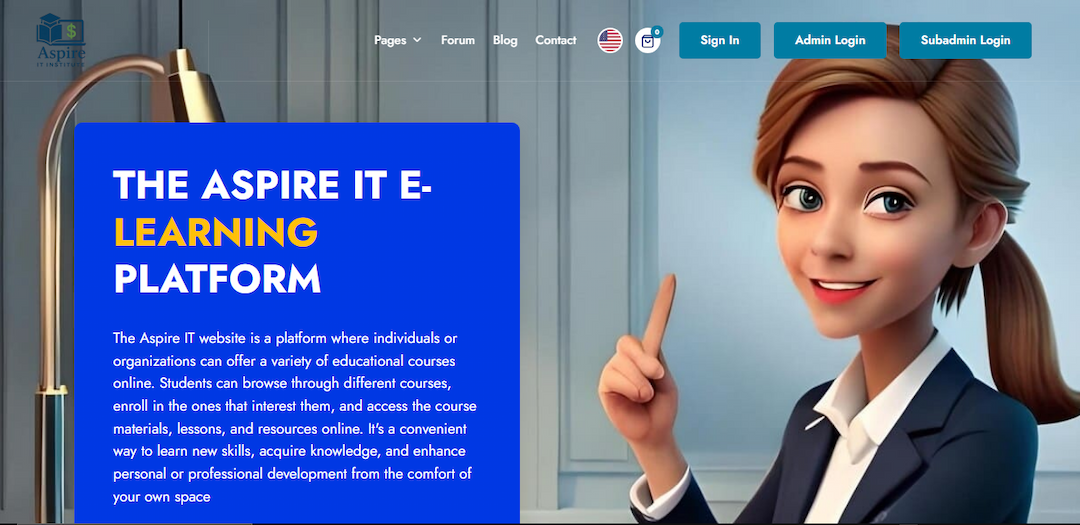 $
Aspire
IT INSTITUTE
Pages
Forum
Blog
Contact
0
Sign In
Admin Login
Subadmin Login
THE ASPIRE IT E-
LEARNING
PLATFORM
The Aspire IT website is a platform where individuals or
organizations can offer a variety of educational courses
online. Students can browse through different courses,
enroll in the ones that interest them, and access the course
materials, lessons, and resources online. It's a convenient
way to learn new skills, acquire knowledge, and enhance
personal or professional development from the comfort of
your own space